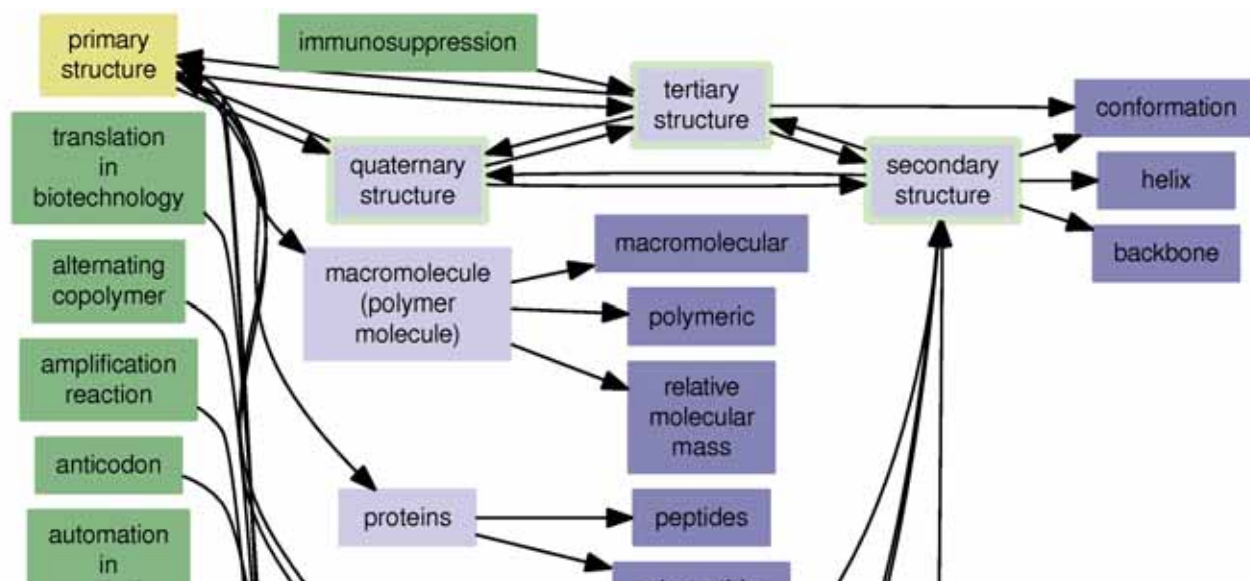 primary
structure
immunosuppression
tertiary
structure
conformation
translation
in
biotechnology
quaternary
structure
secondary
structure
helix
backbone
macromolecular
alternating
copolymer
macromolecule
(polymer
molecule)
polymeric
amplification
reaction
relative
molecular
mass
anticodon
proteins
peptides
automation
in